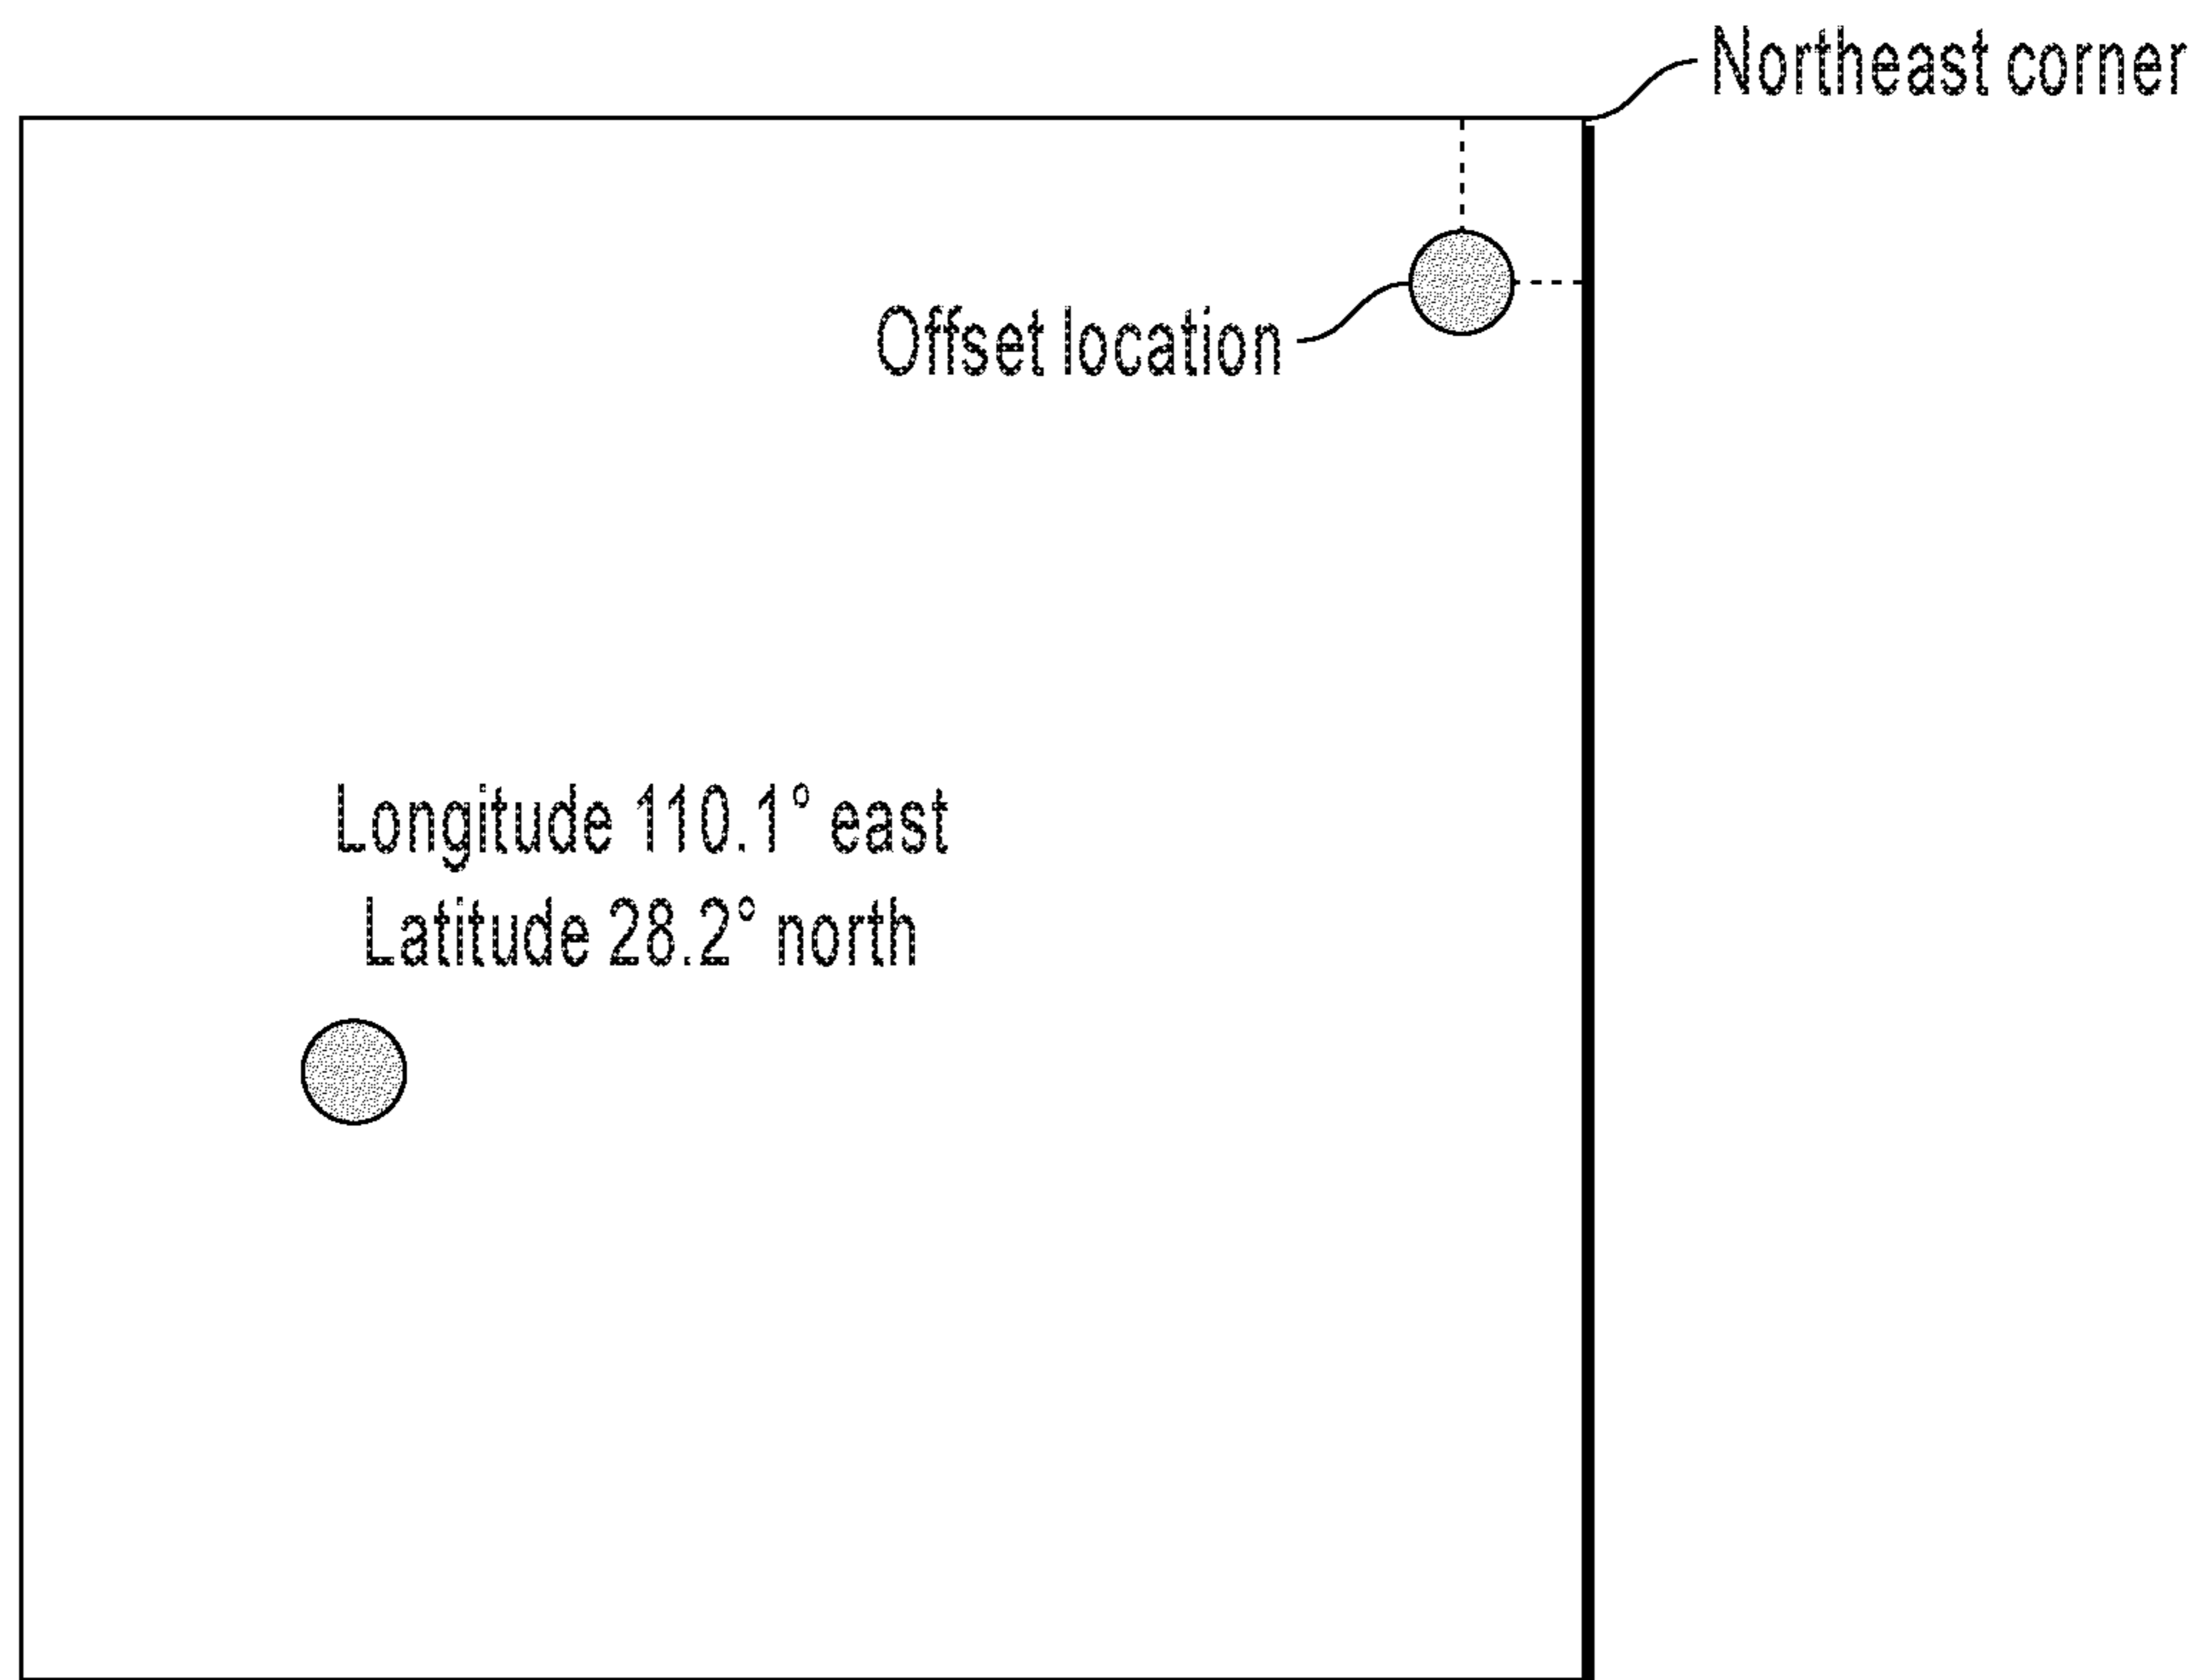 Northeast corner
Offset location
Longitude 110.1° east
Latitude 28.2° north